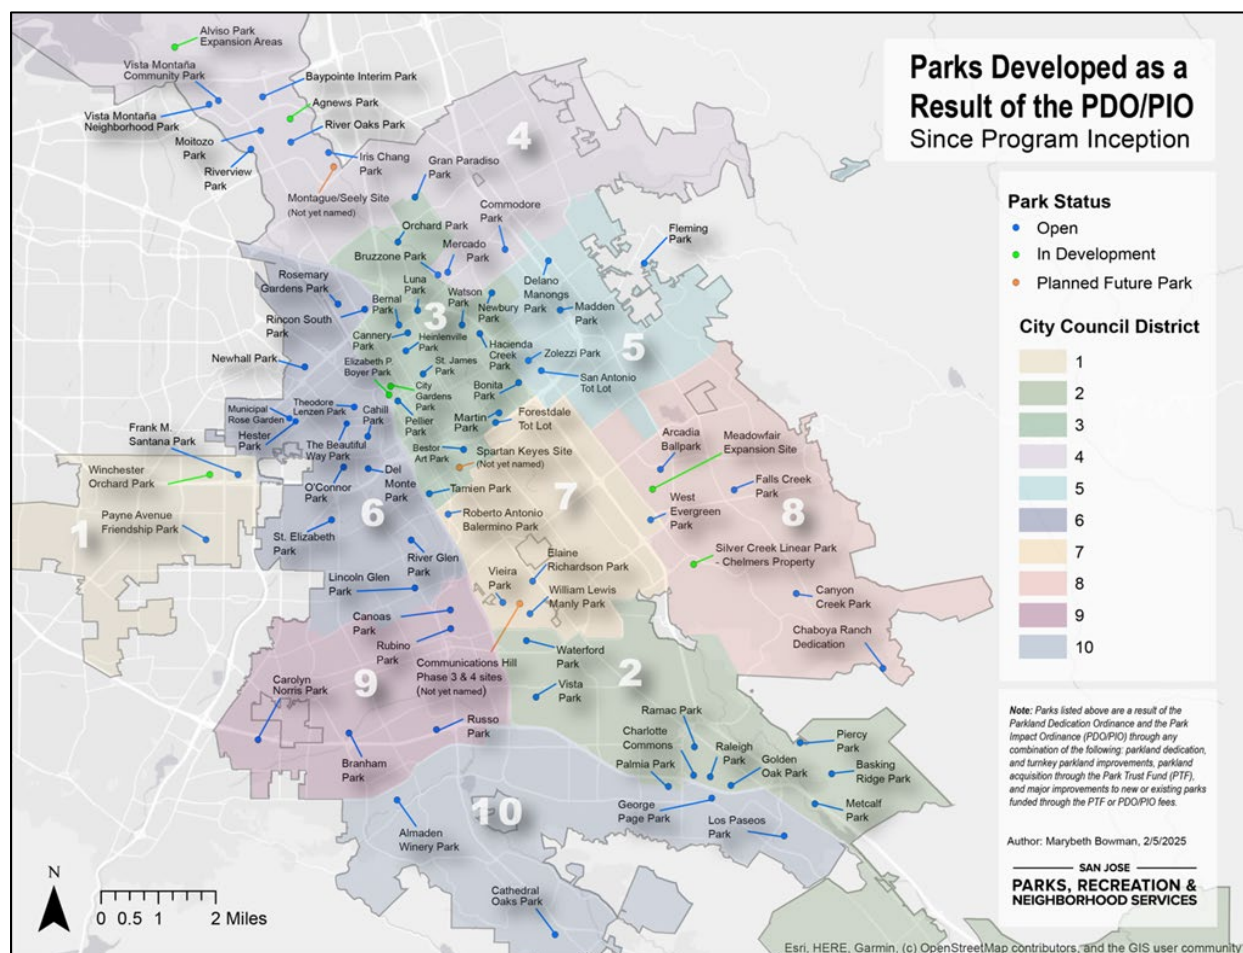 Parks Developed as a
Result of the PDO/PIO
Since Program Inception
Park Status
Open
In Development
Planned Future Park
City Council District
1
2
3
4
5
6
7
8
9
10
Note: Parks listed above are a result of the
Parkland Dedication Ordinance and the Park
Impact Ordinance (PDO/PIO) through any
combination of the following: parkland dedication,
and turnkey parkland improvements, parkland
acquisition through the Park Trust Fund (PTF),
and major improvements to new or existing parks
funded through the PTF or PDO/PIO fees.
Author: Marybeth Bowman, 2/5/2025
SAN JOSE
PARKS, RECREATION &
NEIGHBORHOOD SERVICES
Alviso Park
Expansion Areas
Vista Montaña
Community Park
Baypointe Interim Park
Agnews Park
Vista Montaña
Neighborhood Park
River Oaks Park
Moitozo
Park
Riverview
Park
Iris Chang
Park
Gran Paradiso
Park
4
Montague/Seely Site
(Not yet named)
Commodore
Park
Orchard Park
Mercado
Park
Bruzzone Park
Fleming
Park
Rosemary
Gardens Park
Luna
Park
Watson
Park
Delano
Manongs
Park
Bernal
Park
Newbury
Park
Madden
Park
Rincon South
Park
3
Cannery
Park
Heinlenville
Park
Hacienda
Creek
Park
5
Newhall Park
Elizabeth P.
Boyer Park
St. James
Park
Zolezzi Park
San Antonio
Tot Lot
City
Gardens
Park
Bonita
Park
Theodore
Lenzen Park
Municipal
Rose Garden
Cahill
Park
Pellier
Park
Martin
Park
Forestdale
Tot Lot
Frank M.
Santana Park
Hester
Park
The Beautiful
Way Park
Bestor
Art Park
Spartan Keyes Site
(Not yet named)
Arcadia
Ballpark
Meadowfair
Expansion Site
Winchester
Orchard Park
O'Connor
Park
Del
Monte
Park
Tamien Park
Falls Creek
Park
7
6
8
1
Payne Avenue
Friendship Park
Roberto Antonio
Balermino Park
West
Evergreen
Park
St. Elizabeth
Park
River Glen
Park
Elaine
Richardson Park
Silver Creek Linear Park
- Chelmers Property
Lincoln Glen
Park
Vieira
Park
William Lewis
Manly Park
Canyon
Creek Park
Canoas
Park
Rubino
Park
Waterford
Park
Chaboya Ranch
Dedication
Communications Hill
Phase 3 & 4 sites
(Not yet named)
9
2
Carolyn
Norris Park
Vista
Park
Ramac Park
Russo
Park
Charlotte
Commons
Raleigh
Park
Golden
Oak Park
Piercy
Park
Branham
Park
Palmia Park
Basking
Ridge Park
10
George
Page Park
Metcalf
Park
Los Paseos
Park
Almaden
Winery Park
Cathedral
Oaks Park
N
0 0.5 1 2 Miles
Esri, HERE, Garmin, (c) OpenStreetMap contributors, and the GIS user community